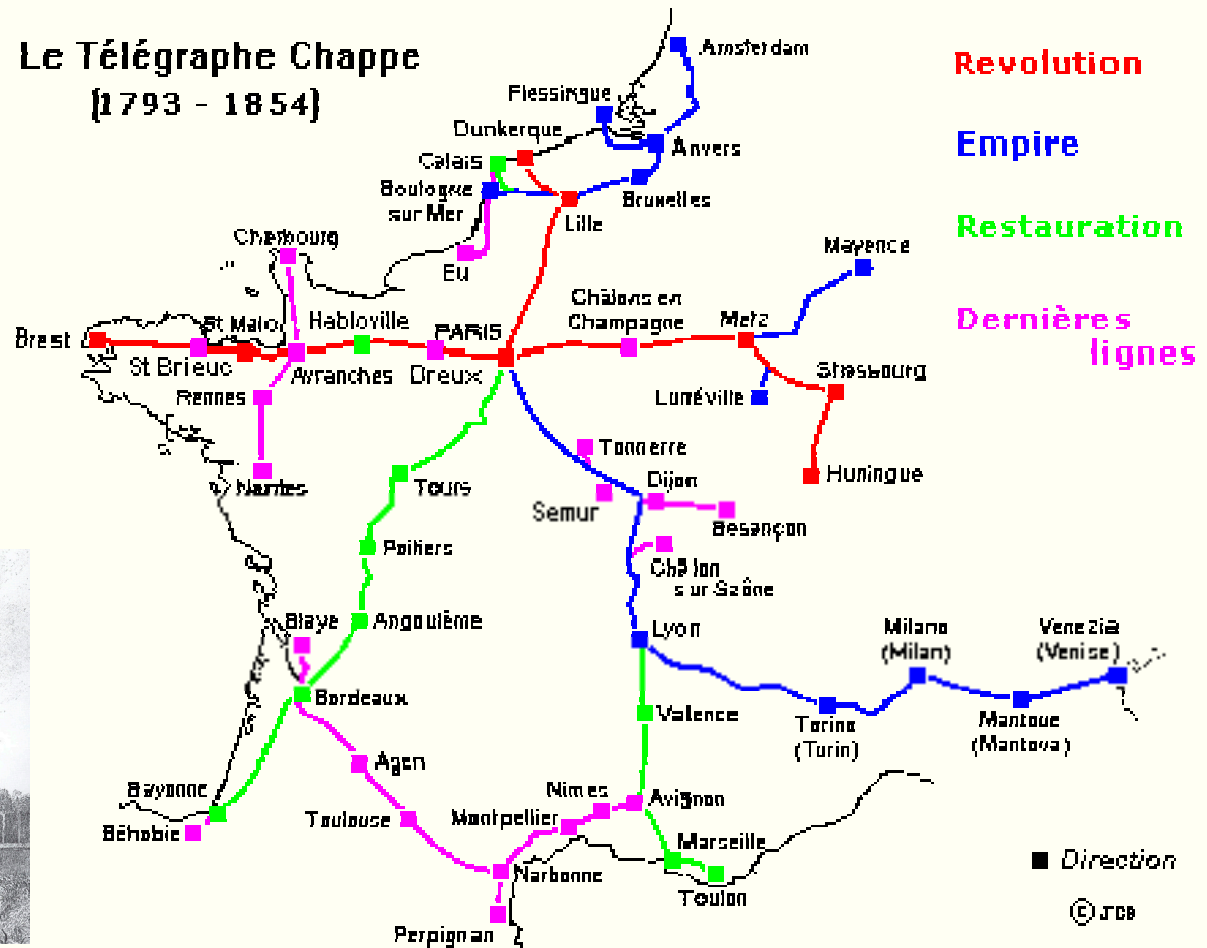 Le Télégraphe Chappe
(1793 - 1854)
Revolution
Empire
Restauration
Dernières
lignes
Amsterdam
Flessingue
Dunkerque
Anvers
Calais
Boulogne
sur Mer
Bruxelles
Lille
Cherbourg
Eu
Mayence
Châlons en
Champagne
Metz
Brest
St Malo
Habloville
PARIS
St Brieuc
Avranches
Dreux
Strasbourg
Rennes
Lunéville
Tonnerre
Huningue
Dijon
Nantes
Tours
Semur
Besançon
Poitiers
Châlon
sur Saône
Blaye
Angoulême
Lyon
Milano
(Milan)
Venezia
(Venise)
Bordeaux
Valence
Torino
(Turin)
Mantoue
(Mantova)
Agen
Bayonne
Nimes
Avignon
Béhobie
Toulouse
Montpellier
Marseille
Narbonne
Toulon
Direction
Perpignan
© JCB